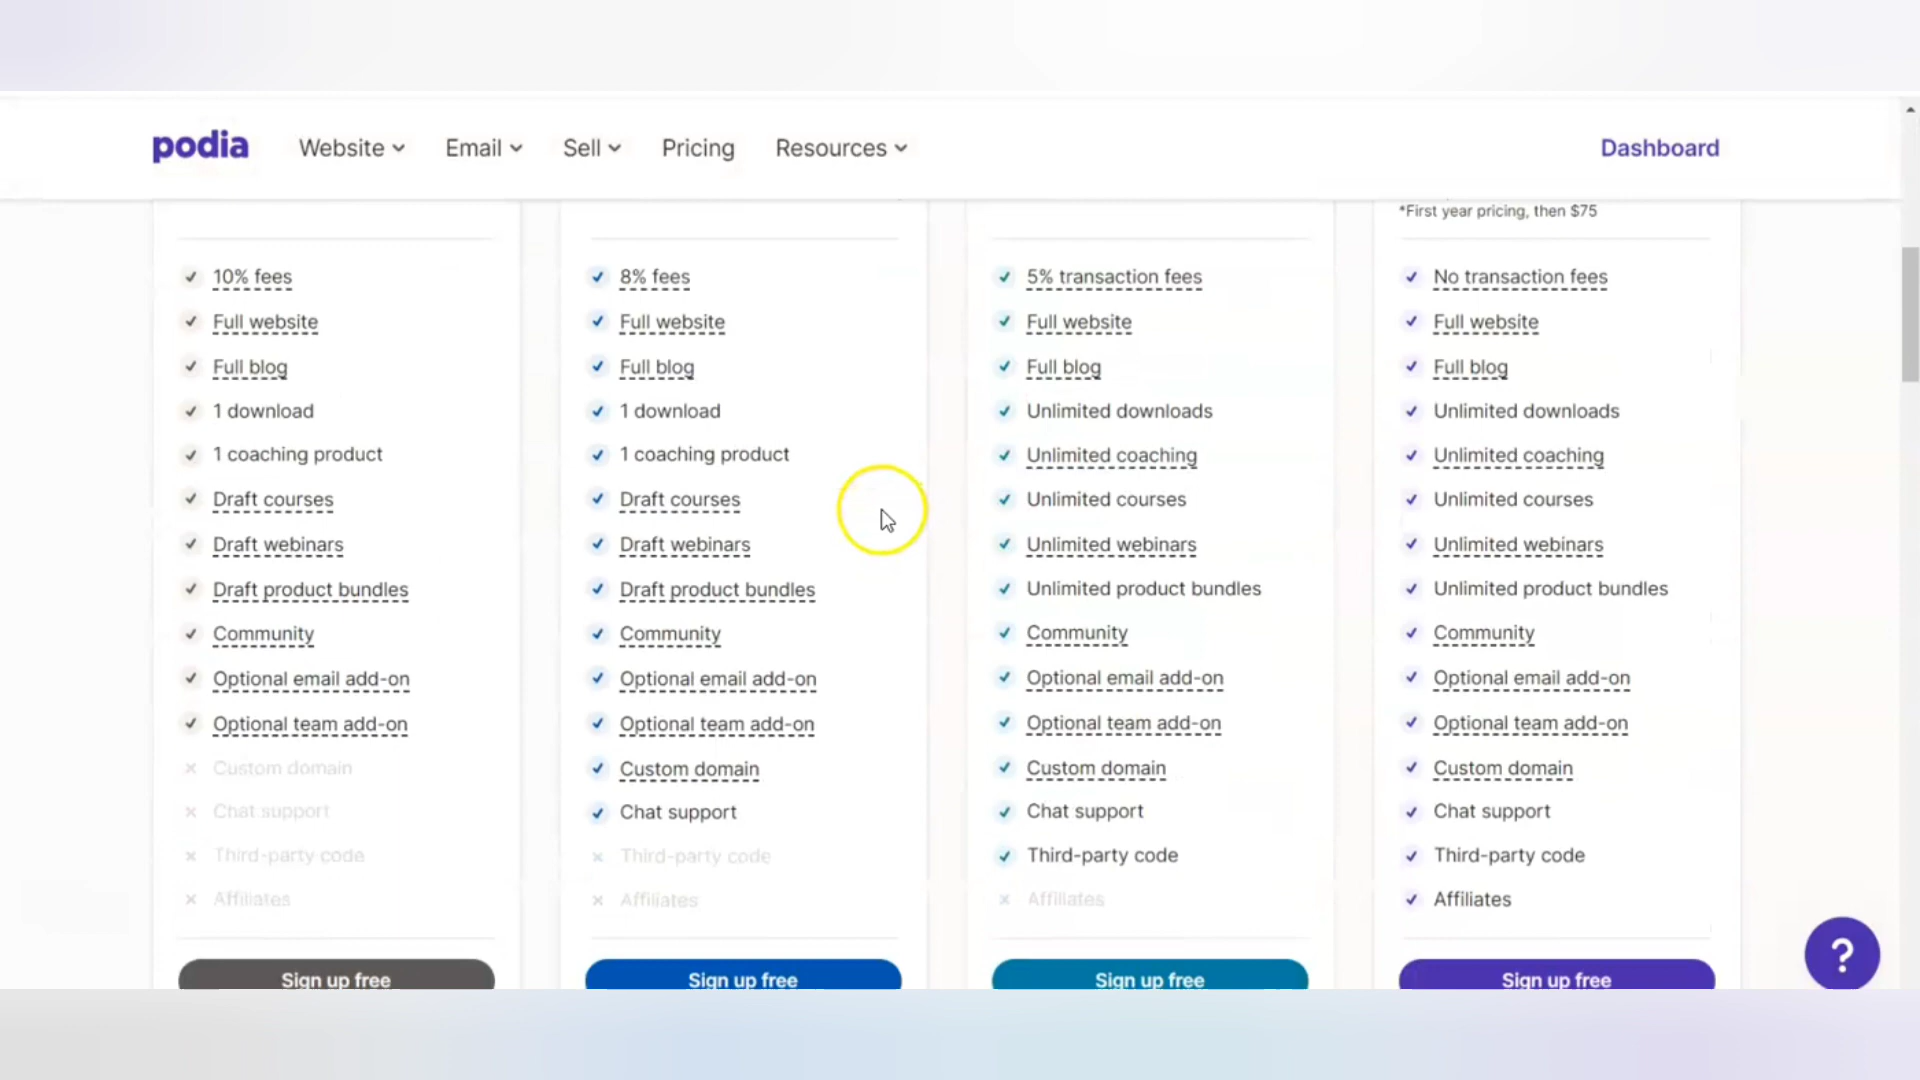 podia
Website
Email
Sell
Pricing
Resources
Dashboard
10% fees
Full website
Full blog
1 download
1 coaching product
Draft courses
Draft webinars
Draft product bundles
Community
Optional email add-on
Optional team add-on
Custom domain
Chat support
Third-party code
Affiliates
Sign up free
8% fees
Full website
Full blog
1 download
1 coaching product
Draft courses
Draft webinars
Draft product bundles
Community
Optional email add-on
Optional team add-on
Custom domain
Chat support
Third-party code
Affiliates
Sign up free
5% transaction fees
Full website
Full blog
Unlimited downloads
Unlimited coaching
Unlimited courses
Unlimited webinars
Unlimited product bundles
Community
Optional email add-on
Optional team add-on
Custom domain
Chat support
Third-party code
Affiliates
Sign up free
*First year pricing, then $75
No transaction fees
Full website
Full blog
Unlimited downloads
Unlimited coaching
Unlimited courses
Unlimited webinars
Unlimited product bundles
Community
Optional email add-on
Optional team add-on
Custom domain
Chat support
Third-party code
Affiliates
Sign up free
?